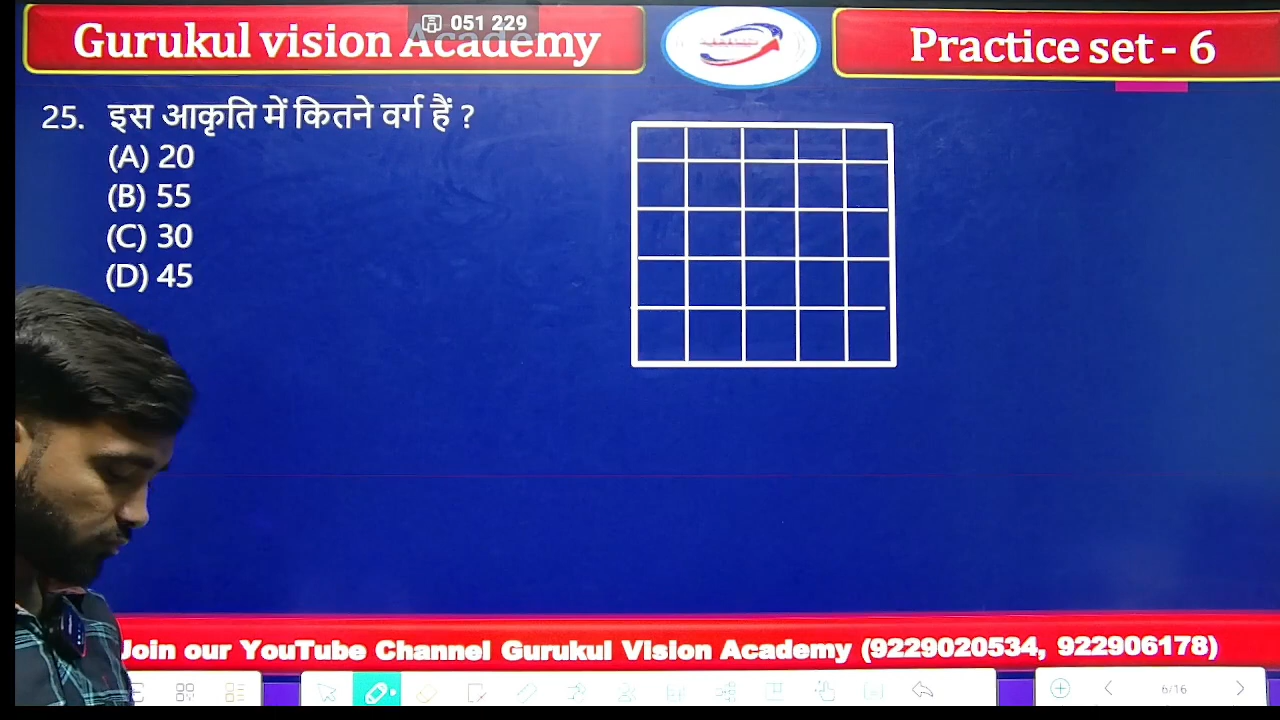 051 229
Gurukul vision Academy
Practice set - 6
25. इस आकृति में कितने वर्ग हैं ?
(A) 20
(B) 55
(C) 30
(D) 45
Join our YouTube Channel Gurukul Vision Academy (9229020534, 922906178)
6/16